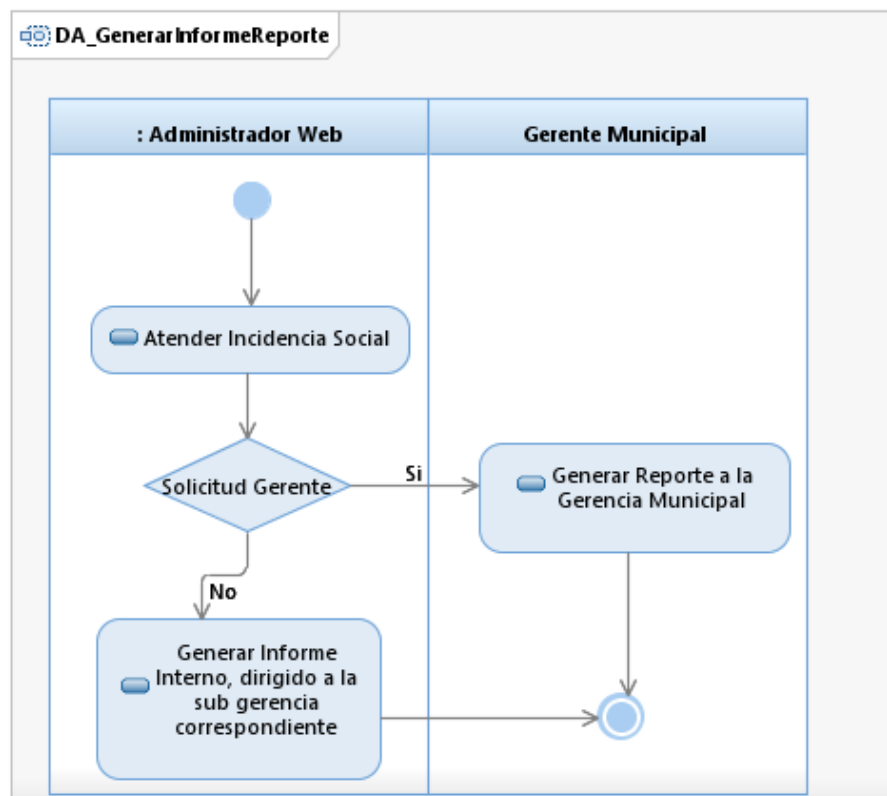 DA_GenerarInformeReporte
: Administrador Web
Gerente Municipal
Atender Incidencia Social
Solicitud Gerente
Si
Generar Reporte a la
Gerencia Municipal
No
Generar Informe
Interno, dirigido a la
sub gerencia
correspondiente